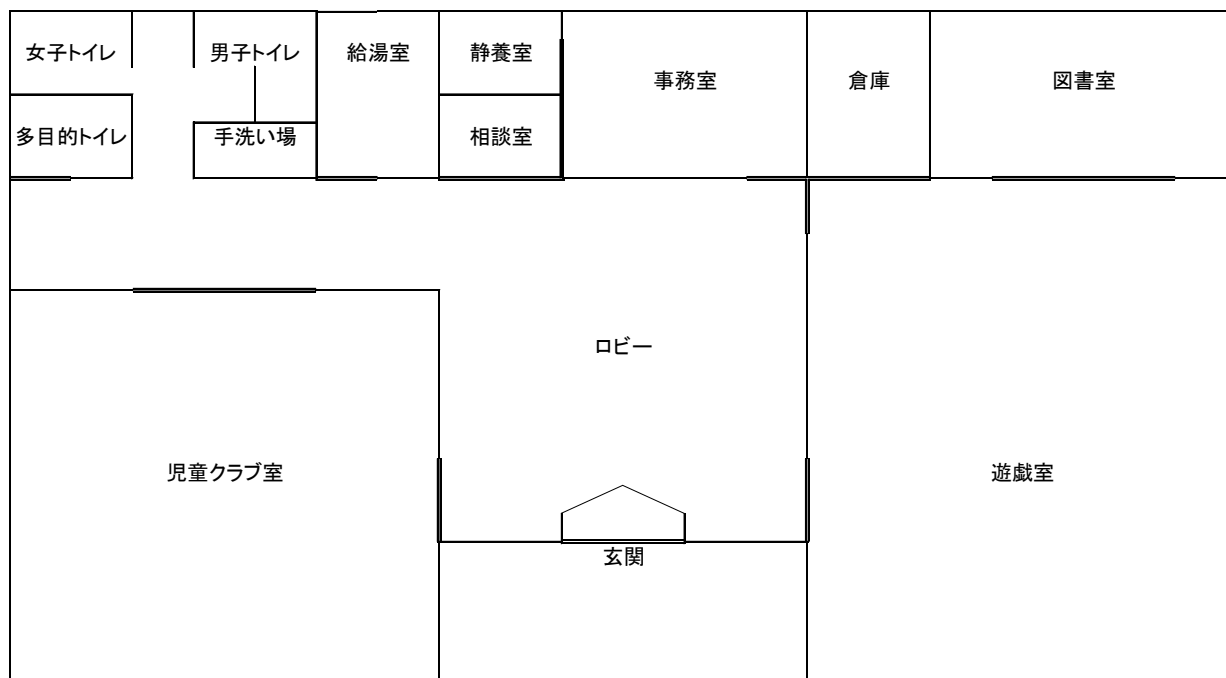 女子トイレ
男子トイレ
給湯室
静養室
事務室
倉庫
図書室
多目的トイレ
手洗い場
相談室
ロビー
児童クラブ室
遊戯室
玄関